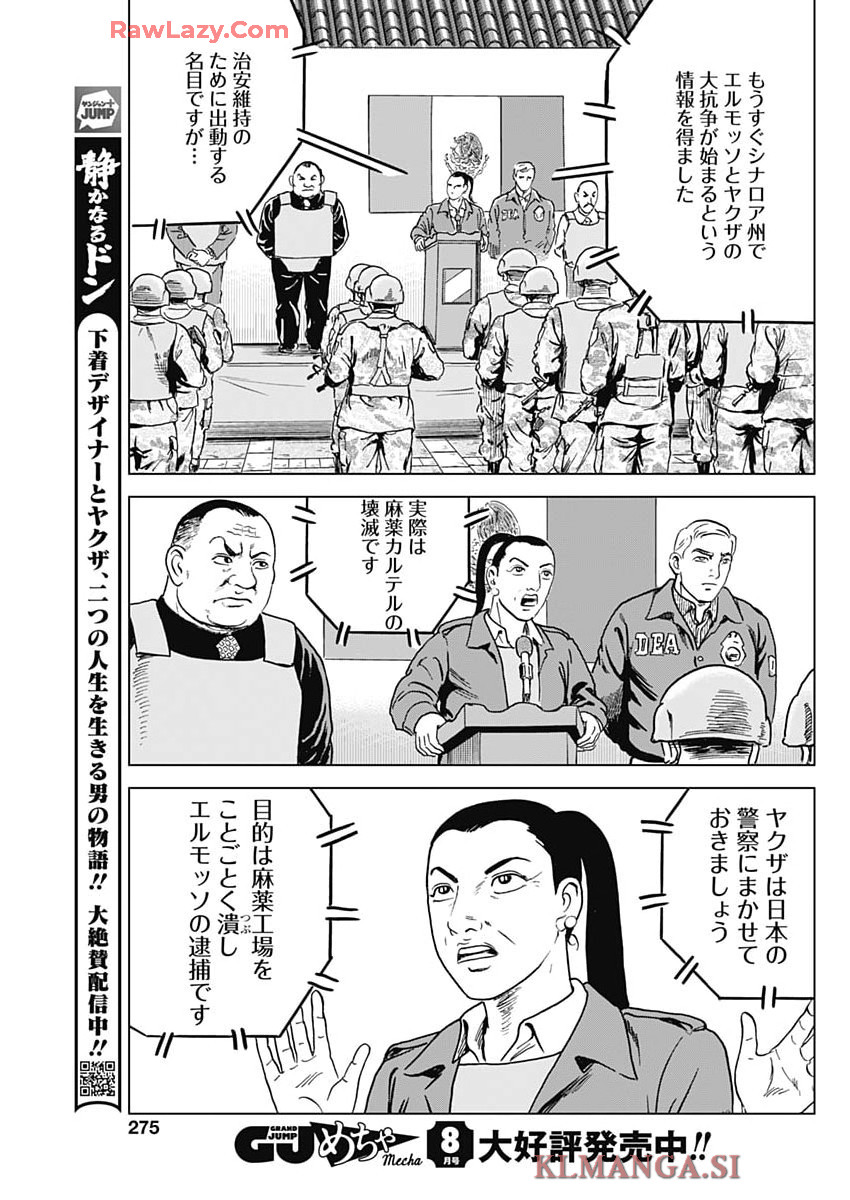 RawLazy.com
もうすぐシナロア州で
エルモッソとヤクザの
大抗争が始まるという
情報を得ました
治安維持の
ために出動する
名目ですが…
DEA
実際は
麻薬カルテルの
壊滅です
DEA
ヤクザは日本の
警察にまかせて
おきましょう
目的は麻薬工場を
ことごとく潰し
つぶ
エルモッソの逮捕です
ヤンジャン+
JUMP
静かなるドン
下着デザイナーとヤクザ、二つの人生を生きる男の物語!! 大絶賛配信中!!
275
GRAND JUMP
GJ
めちゃ
Mecha
8月号
大好評発売中!!
KLMANGA.SI